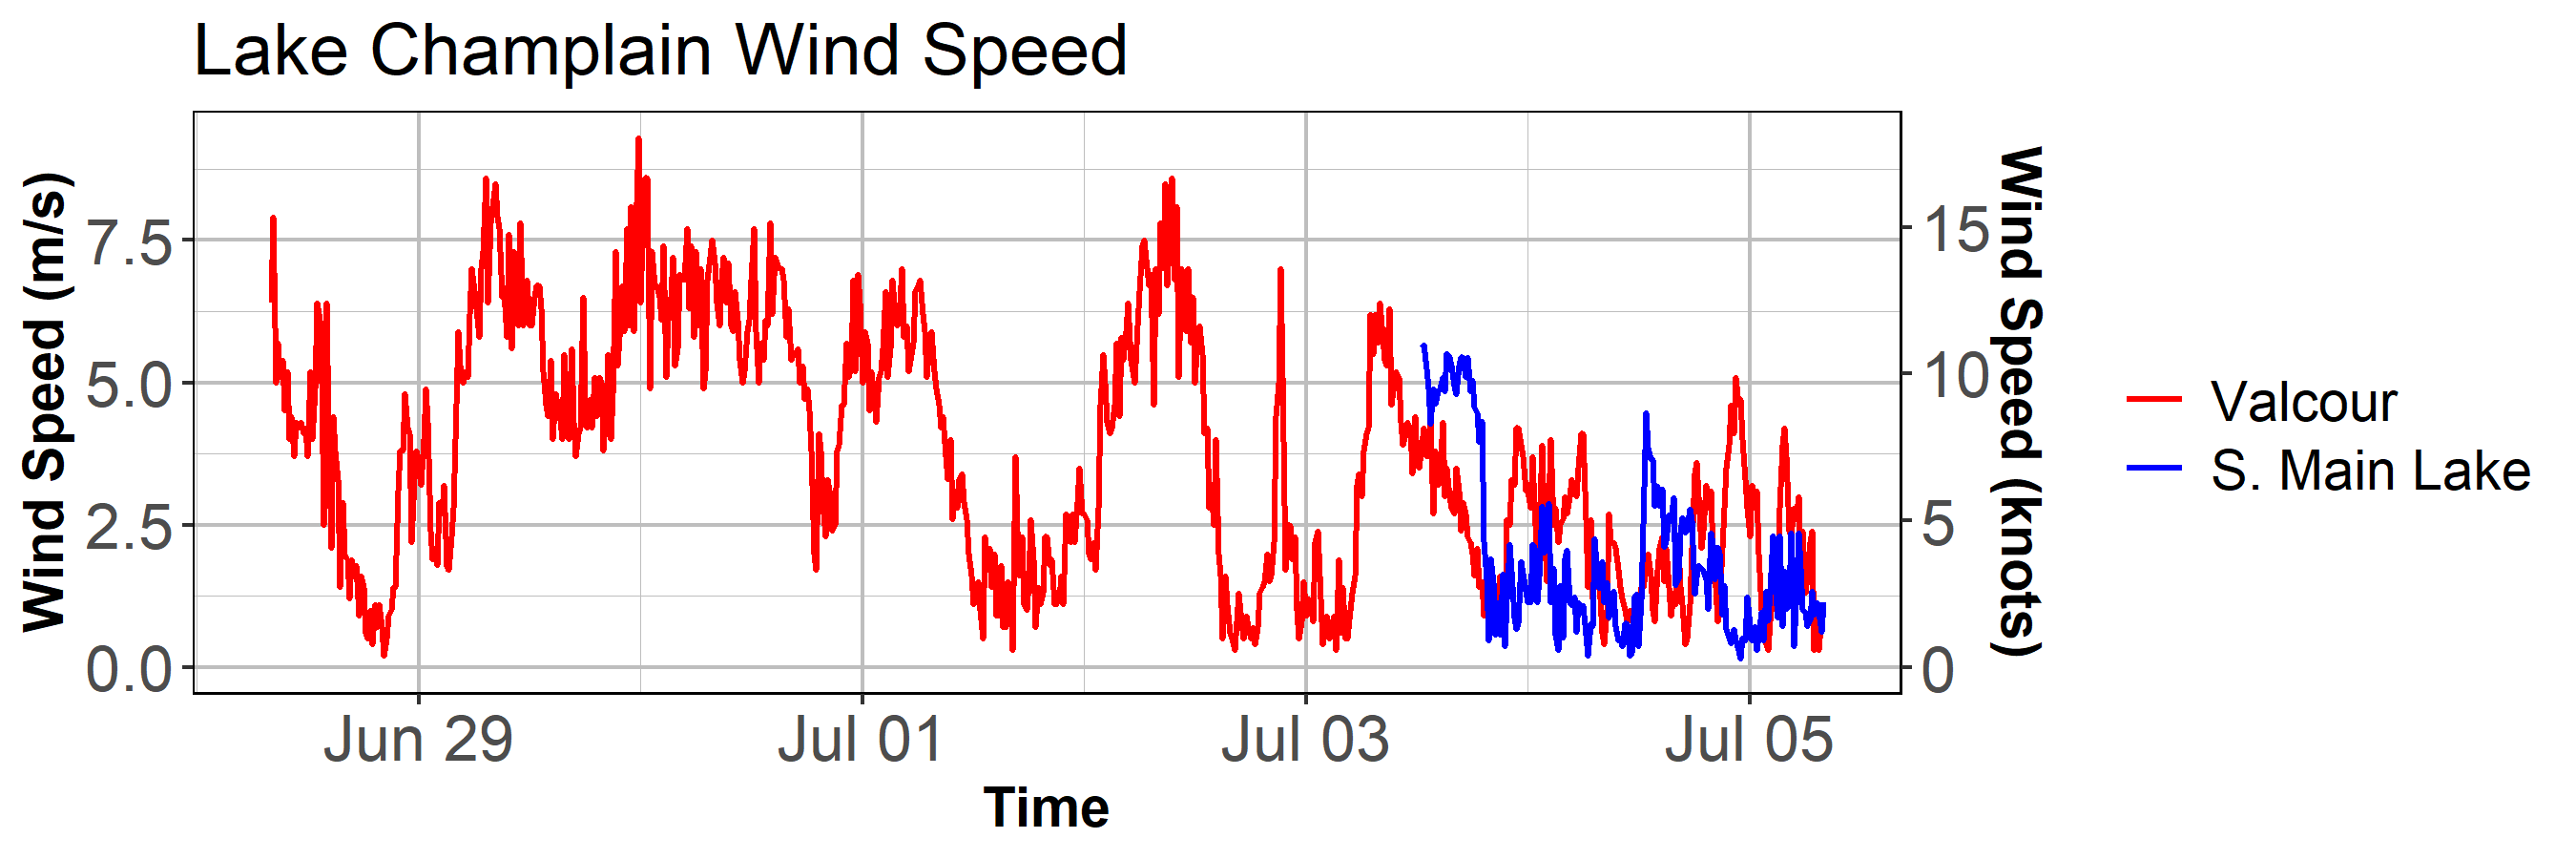 Lake Champlain Wind Speed
Wind Speed (m/s)
7.5
5.0
2.5
0.0
15
10
5
0
Wind Speed (knots)
Jun 29
Jul 01
Jul 03
Jul 05
Time
Valcour
S. Main Lake